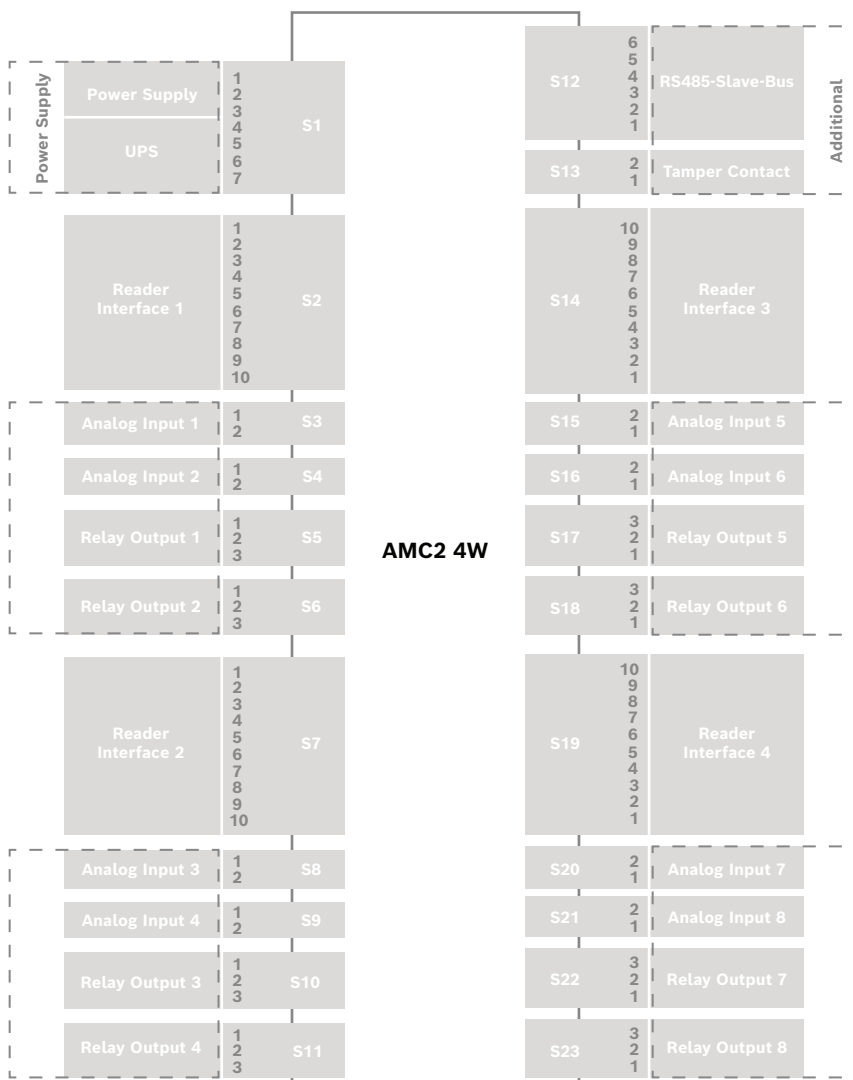 Power Supply
Power Supply
UPS
1
2
3
4
5
6
7
S1
Reader
Interface 1
1
2
3
4
5
6
7
8
9
10
S2
Analog Input 1
1
2
S3
Analog Input 2
1
2
S4
Relay Output 1
1
2
3
S5
Relay Output 2
1
2
3
S6
Reader
Interface 2
1
2
3
4
5
6
7
8
9
10
S7
Analog Input 3
1
2
S8
Analog Input 4
1
2
S9
Relay Output 3
1
2
3
S10
Relay Output 4
1
2
3
S11
AMC2 4W
S12
6
5
4
3
2
1
RS485-Slave-Bus
Additional
S13
2
1
Tamper Contact
S14
10
9
8
7
6
5
4
3
2
1
Reader
Interface 3
S15
2
1
Analog Input 5
S16
2
1
Analog Input 6
S17
3
2
1
Relay Output 5
S18
3
2
1
Relay Output 6
S19
10
9
8
7
6
5
4
3
2
1
Reader
Interface 4
S20
2
1
Analog Input 7
S21
2
1
Analog Input 8
S22
3
2
1
Relay Output 7
S23
3
2
1
Relay Output 8